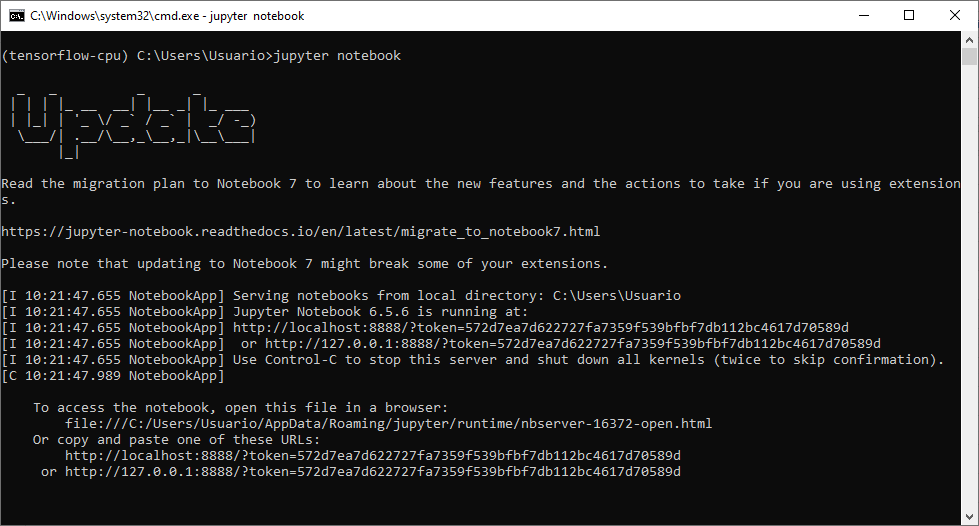 C:\Windows\system32\cmd.exe - jupyter  notebook
(tensorflow-cpu) C:\Users\Usuario>jupyter notebook
Update
Read the migration plan to Notebook 7 to learn about the new features and the actions to take if you are using extension
s.
https://jupyter-notebook.readthedocs.io/en/latest/migrate_to_notebook7.html
Please note that updating to Notebook 7 might break some of your extensions.
[I 10:21:47.655 NotebookApp] Serving notebooks from local directory: C:\Users\Usuario
[I 10:21:47.655 NotebookApp] Jupyter Notebook 6.5.6 is running at:
[I 10:21:47.655 NotebookApp] http://localhost:8888/?token=572d7ea7d622727fa7359f539bfbf7db112bc4617d70589d
[I 10:21:47.655 NotebookApp]  or http://127.0.0.1:8888/?token=572d7ea7d622727fa7359f539bfbf7db112bc4617d70589d
[I 10:21:47.655 NotebookApp] Use Control-C to stop this server and shut down all kernels (twice to skip confirmation).
[C 10:21:47.989 NotebookApp]
To access the notebook, open this file in a browser:
file:///C:/Users/Usuario/AppData/Roaming/jupyter/runtime/nbserver-16372-open.html
Or copy and paste one of these URLs:
http://localhost:8888/?token=572d7ea7d622727fa7359f539bfbf7db112bc4617d70589d
or http://127.0.0.1:8888/?token=572d7ea7d622727fa7359f539bfbf7db112bc4617d70589d